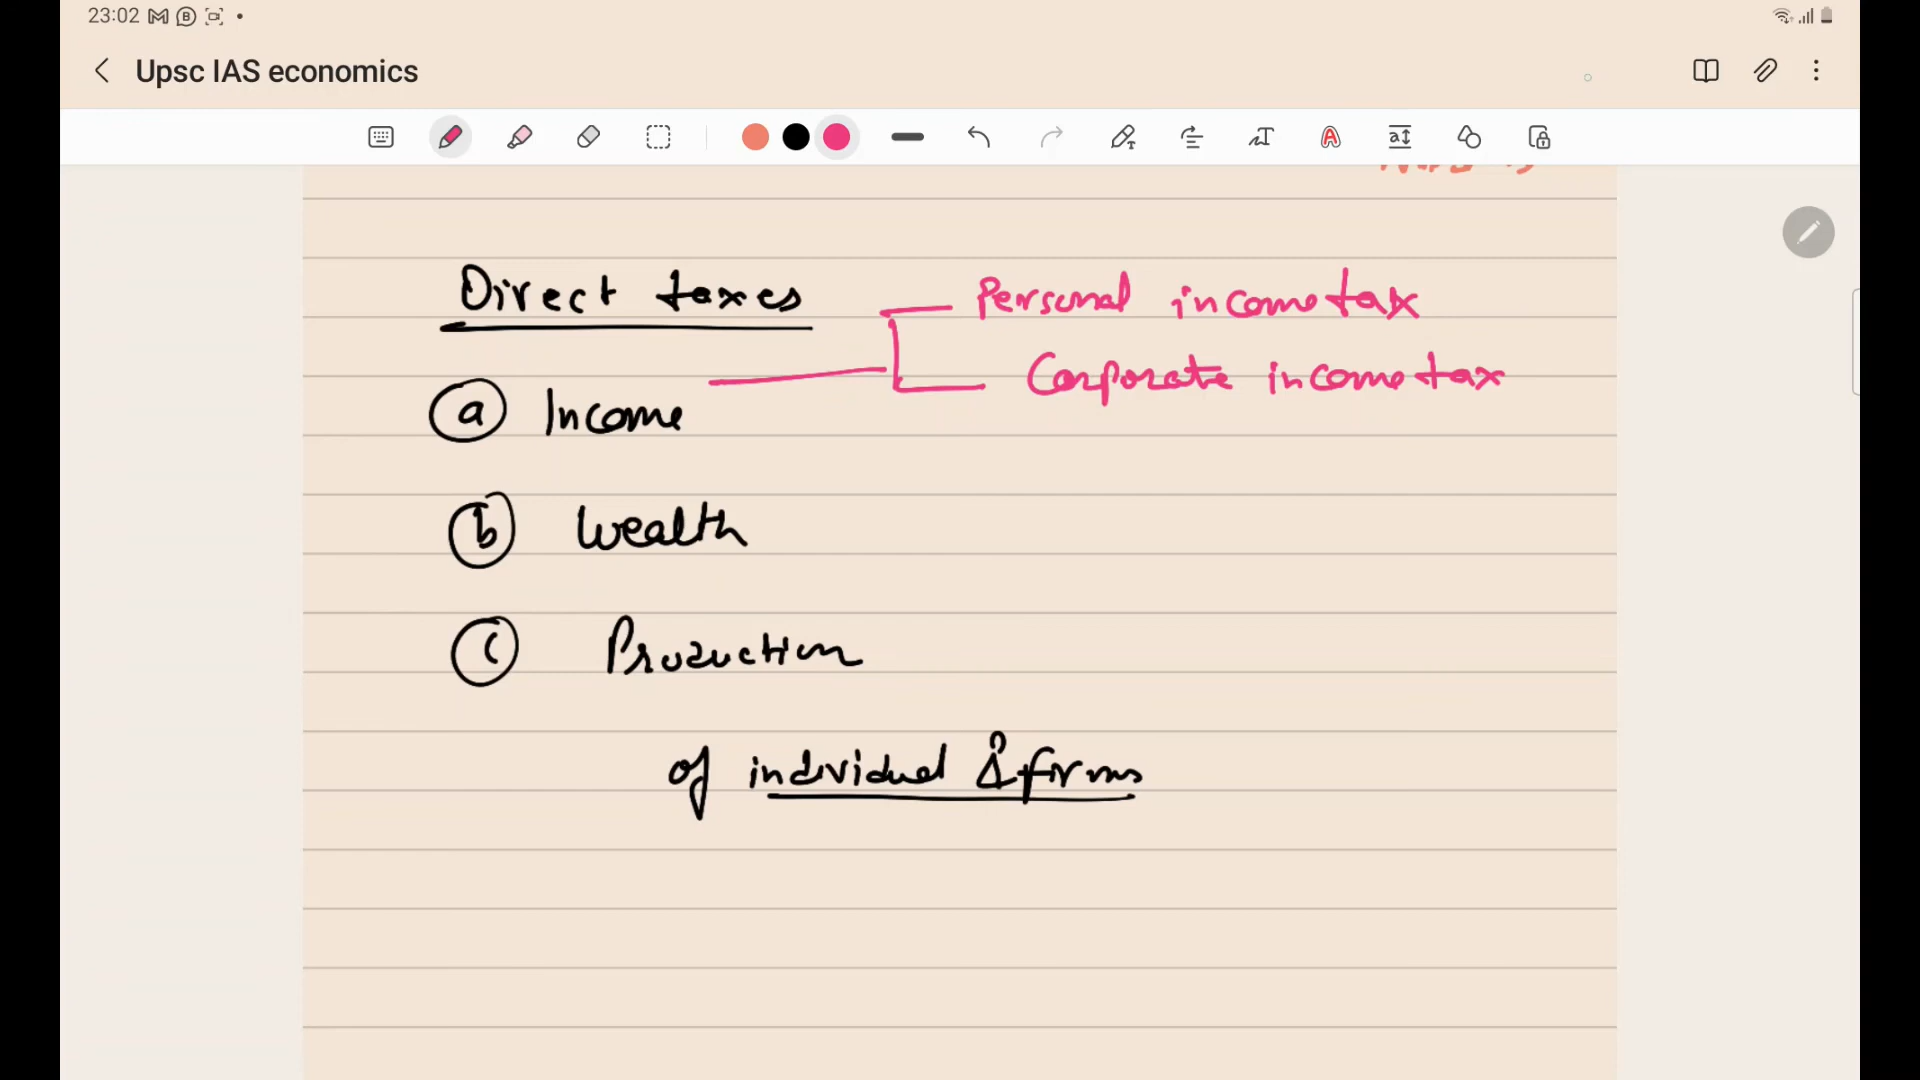 23:02
Upsc IAS economics
Direct taxes
Personal income tax
Corporate income tax
a Income
b Wealth
c Production
of individual & firms